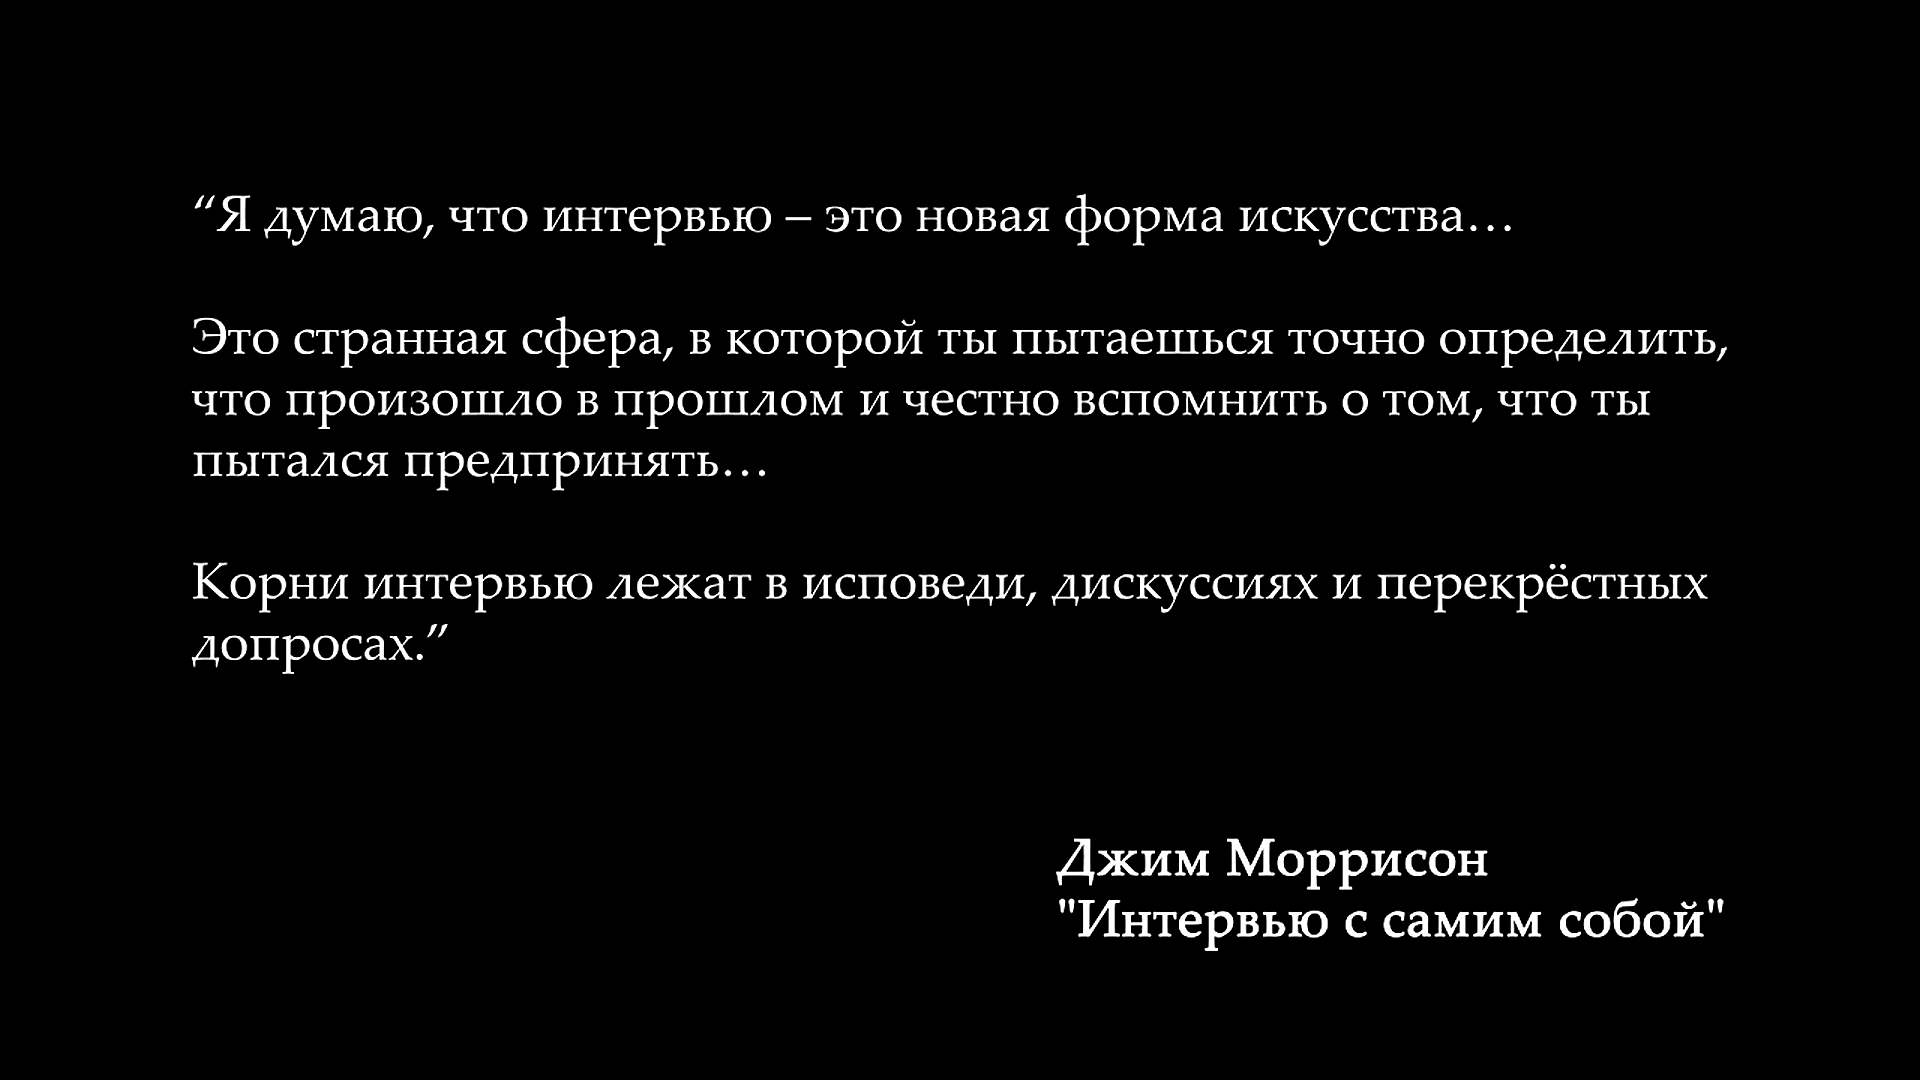 “Я думаю, что интервью – это новая форма искусства…
Это странная сфера, в которой ты пытаешься точно определить,
что произошло в прошлом и честно вспомнить о том, что ты
пытался предпринять…
Корни интервью лежат в исповеди, дискуссиях и перекрёстных
допросах.”
Джим Моррисон
"Интервью с самим собой"